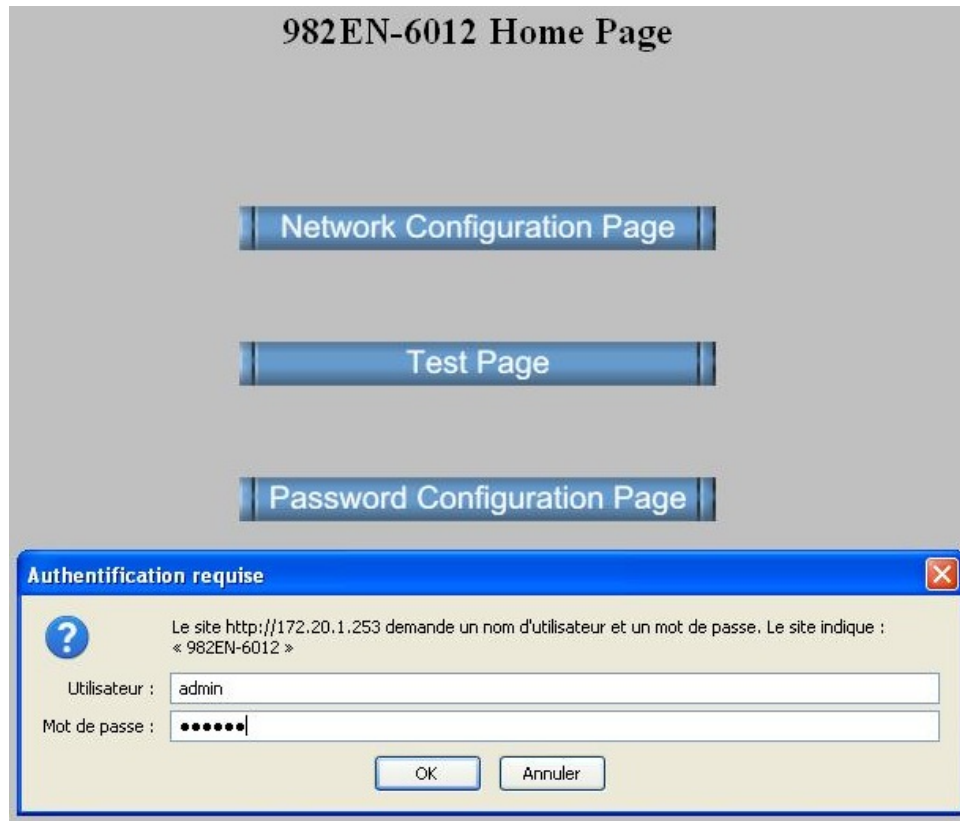 982EN-6012 Home Page
Network Configuration Page
Test Page
Password Configuration Page
Authentification requise
Le site http://172.20.1.253 demande un nom d'utilisateur et un mot de passe. Le site indique :
« 982EN-6012 »
Utilisateur : admin
Mot de passe : ●●●●●●
OK Annuler